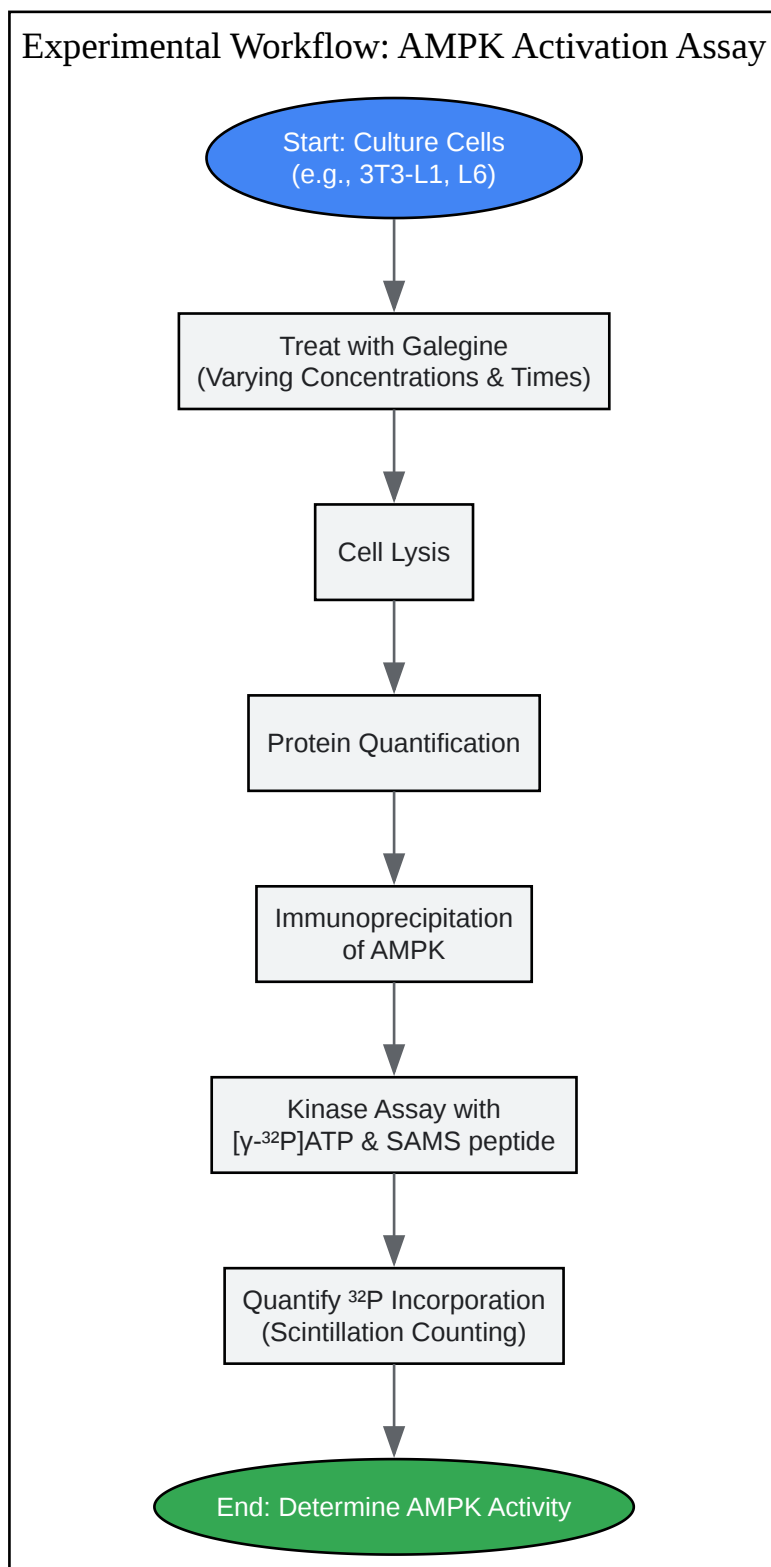 Experimental Workflow: AMPK Activation Assay
Start: Culture Cells
(e.g., 3T3-L1, L6)
Treat with Galegine
(Varying Concentrations & Times)
Cell Lysis
Protein Quantification
Immunoprecipitation
of AMPK
Kinase Assay with
[γ-³²P]ATP & SAMS peptide
Quantify ³²P Incorporation
(Scintillation Counting)
End: Determine AMPK Activity